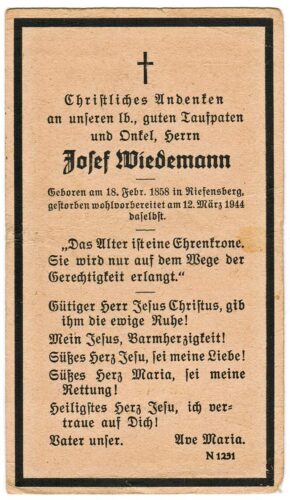 Christliches Andenken
an unseren lb., guten Taufpaten
und Onkel, Herrn
Josef Wiedemann
Geboren am 18. Febr. 1858 in Riefensberg,
gestorben wohlvorbereitet am 12. März 1944
daselbst.
„Das Alter ist eine Ehrenkrone.
Sie wird nur auf dem Wege der
Gerechtigkeit erlangt.“
Gütiger Herr Jesus Christus, gib
ihm die ewige Ruhe!
Mein Jesus, Barmherzigkeit!
Süßes Herz Jesu, sei meine Liebe!
Süßes Herz Maria, sei meine
Rettung!
Heiligstes Herz Jesu, ich ver-
traue auf Dich!
Vater unser. Ave Maria.
N 1251